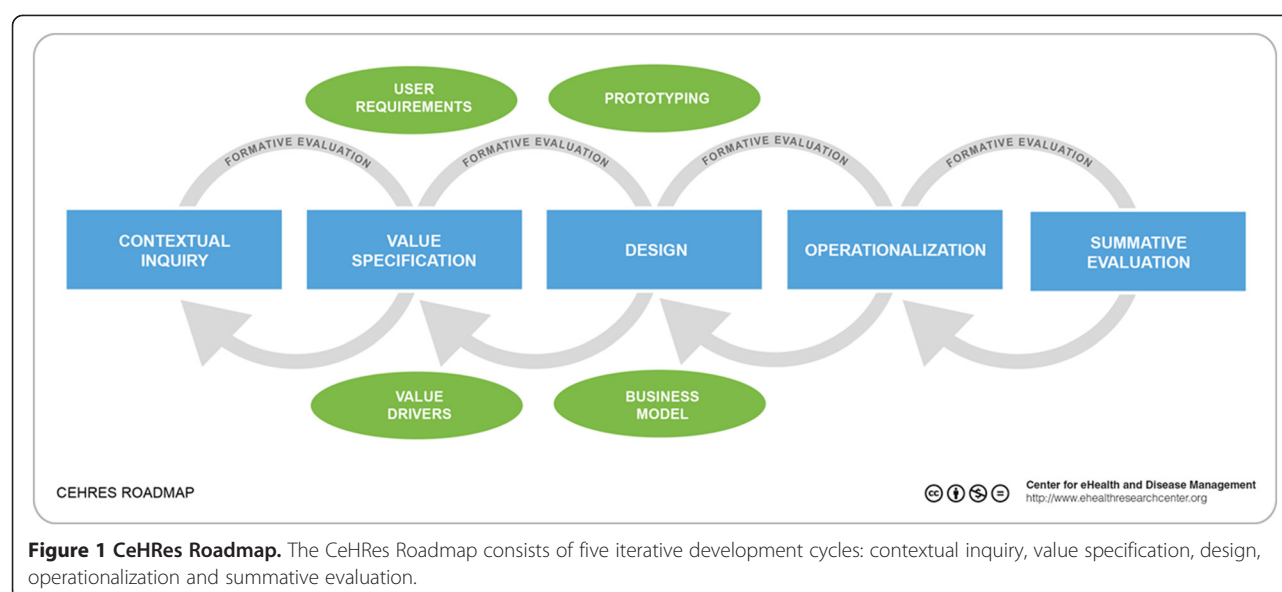 USER
REQUIREMENTS
PROTOTYPING
FORMATIVE EVALUATION
FORMATIVE EVALUATION
FORMATIVE EVALUATION
FORMATIVE EVALUATION
CONTEXTUAL
INQUIRY
VALUE
SPECIFICATION
DESIGN
OPERATIONALIZATION
SUMMATIVE
EVALUATION
VALUE
DRIVERS
BUSINESS
MODEL
CEHRES ROADMAP
cc
Center for eHealth and Disease Management
http://www.ehealthresearchcenter.org
Figure 1 CeHRes Roadmap. The CeHRes Roadmap consists of five iterative development cycles: contextual inquiry, value specification, design,
operationalization and summative evaluation.